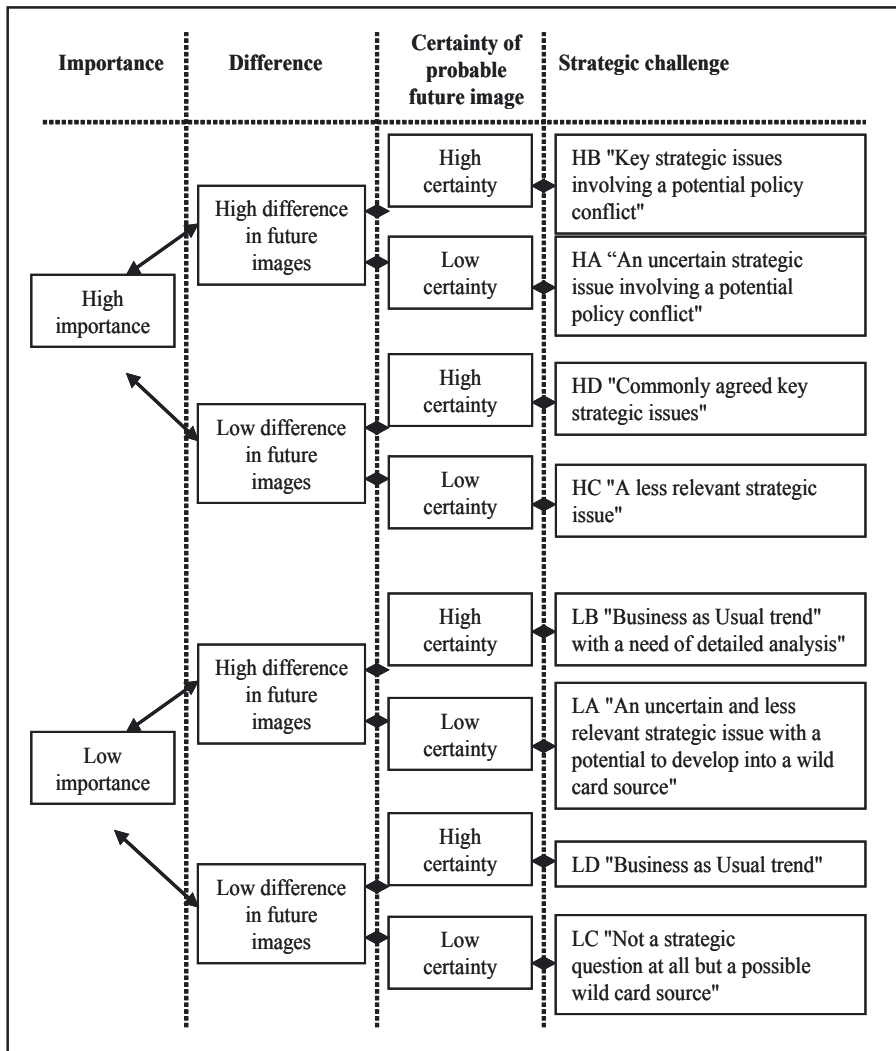 Importance
Difference
Certainty of
probable
future image
Strategic challenge
High
importance
High difference
in future
images
High
certainty
HB "Key strategic issues
involving a potential policy
conflict"
Low
certainty
HA “An uncertain strategic
issue involving a potential
policy conflict"
Low difference
in future
images
High
certainty
HD "Commonly agreed key
strategic issues"
Low
certainty
HC "A less relevant strategic
issue"
Low
importance
High difference
in future
images
High
certainty
LB "Business as Usual trend"
with a need of detailed analysis"
Low
certainty
LA "An uncertain and less
relevant strategic issue with a
potential to develop into a wild
card source"
Low difference
in future
images
High
certainty
LD "Business as Usual trend"
Low
certainty
LC "Not a strategic
question at all but a possible
wild card source"